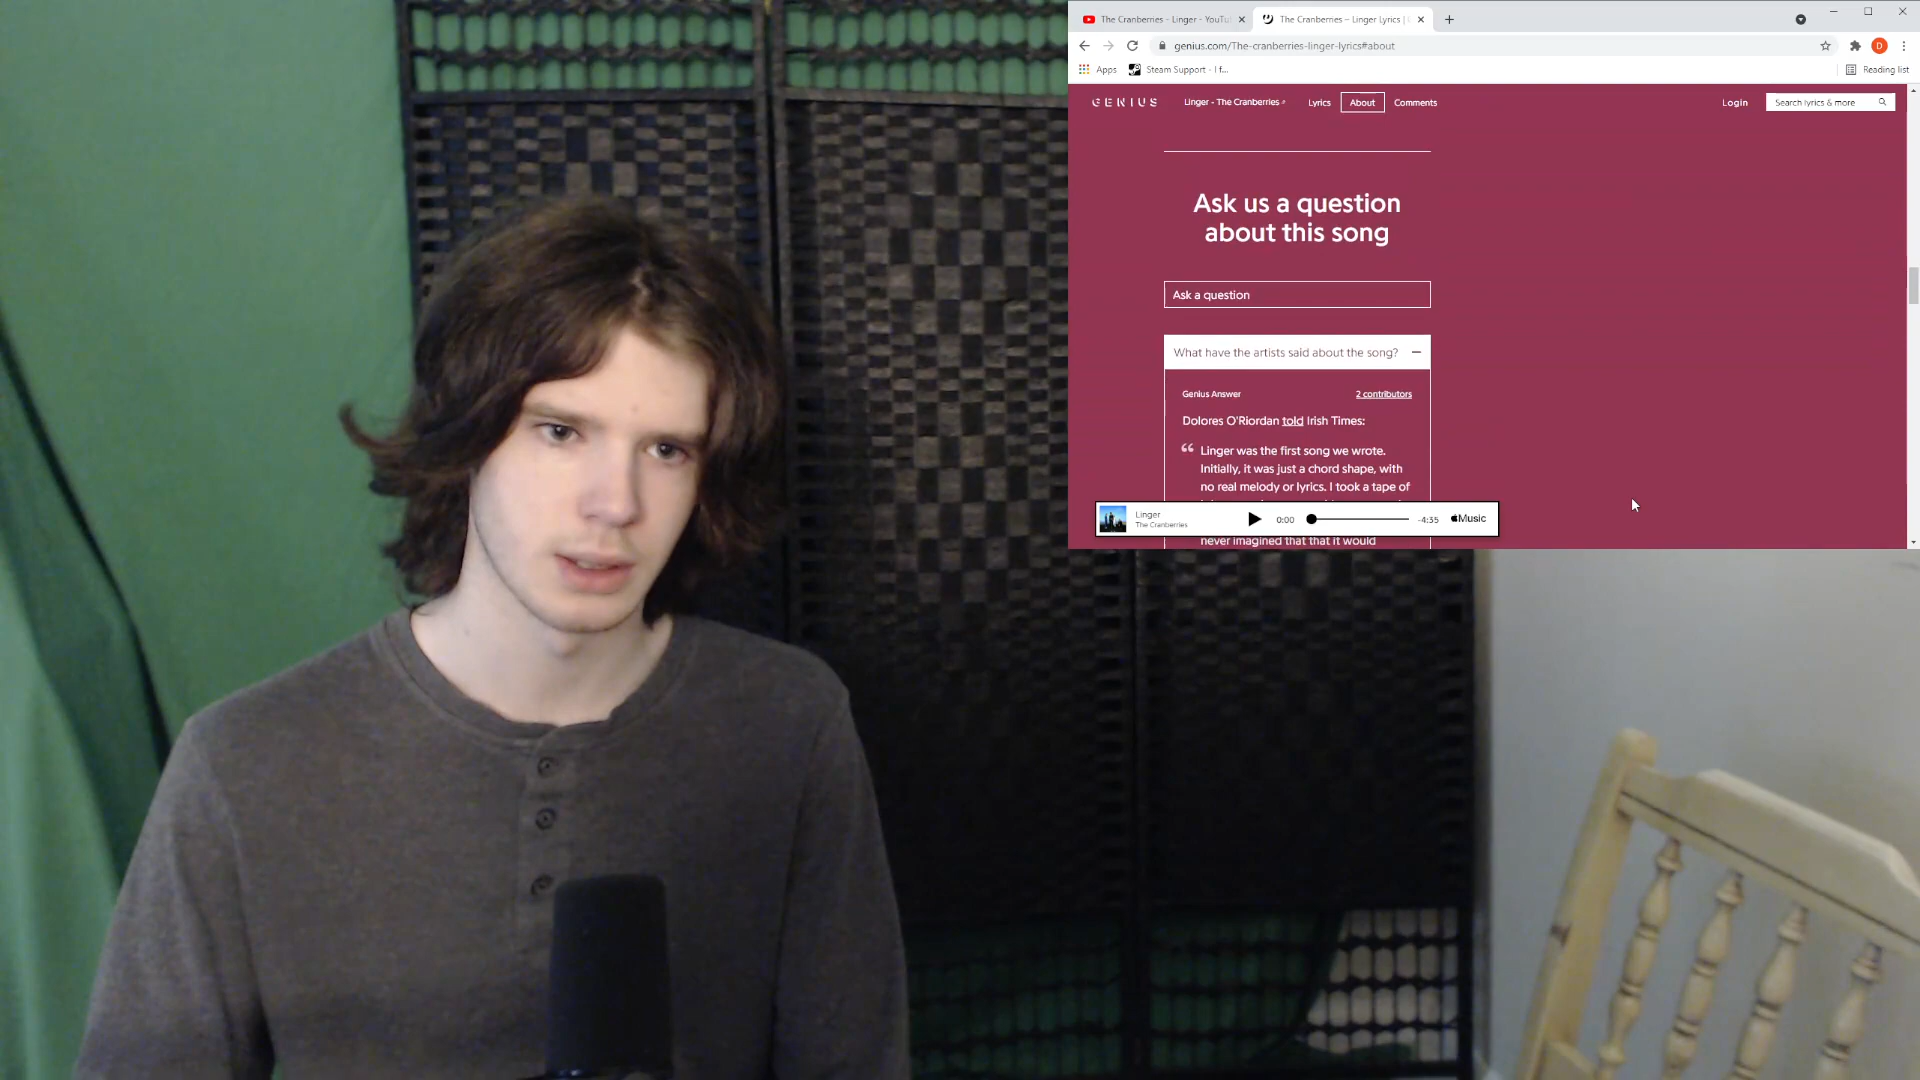 The Cranberries - Linger - YouTu
The Cranberries – Linger Lyrics |
genius.com/The-cranberries-linger-lyrics#about
D
Apps
Steam Support - I f...
Reading list
GENIUS
Linger - The Cranberries
Lyrics
About
Comments
Login
Search lyrics & more
Ask us a question
about this song
Ask a question
What have the artists said about the song?
Genius Answer
2 contributors
Dolores O'Riordan told Irish Times:
“ Linger was the first song we wrote.
Initially, it was just a chord shape, with
no real melody or lyrics. I took a tape of
Linger
The Cranberries
0:00
-4:35
Music
never imagined that that it would